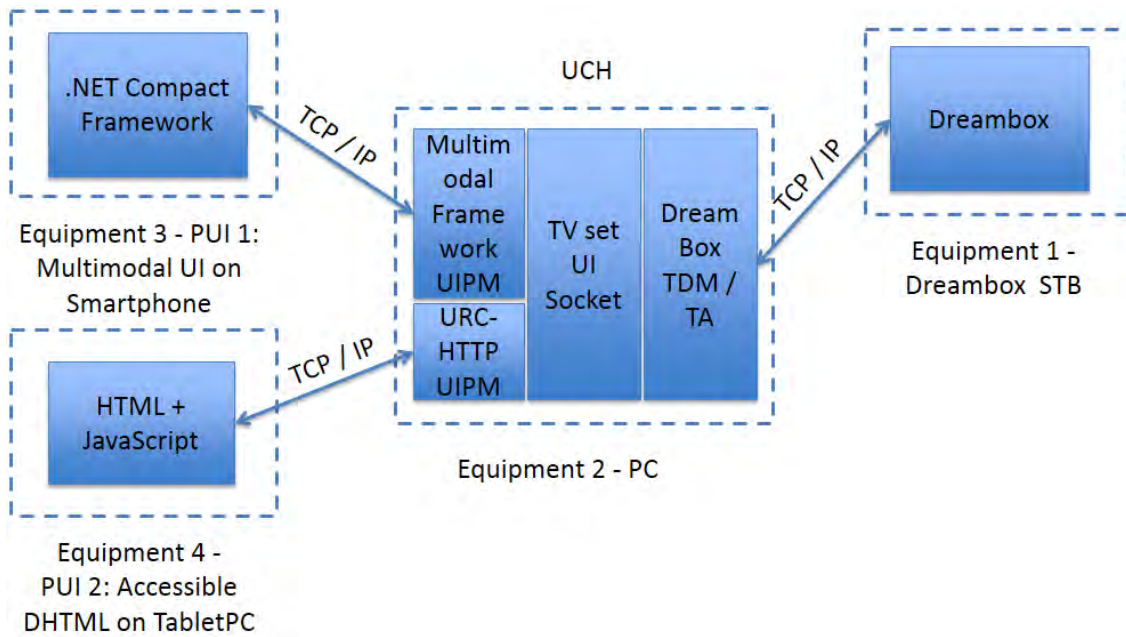 .NET Compact
Framework
TCP / IP
Equipment 3 - PUI 1:
Multimodal UI on
Smartphone
HTML +
JavaScript
TCP / IP
Equipment 4 -
PUI 2: Accessible
DHTML on TabletPC
UCH
Multim
odal
Frame
work
UIPM
URC-
HTTP
UIPM
TV set
UI
Socket
Dream
Box
TDM /
TA
Equipment 2 - PC
TCP / IP
Dreambox
Equipment 1 -
Dreambox STB